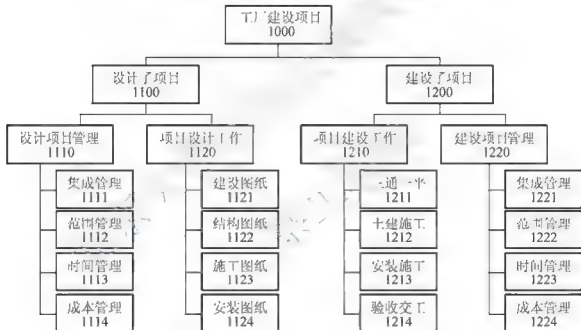 工厂建设项目
1000
设计子项目
1100
建设子项目
1200
设计项目管理
1110
项目设计工作
1120
项目建设工作
1210
建设项目管理
1220
集成管理
1111
建设图纸
1121
三通一平
1211
集成管理
1221
范围管理
1112
结构图纸
1122
土建施工
1212
范围管理
1222
时间管理
1113
施工图纸
1123
安装施工
1213
时间管理
1223
成本管理
1114
安装图纸
1124
验收交工
1214
成本管理
1224